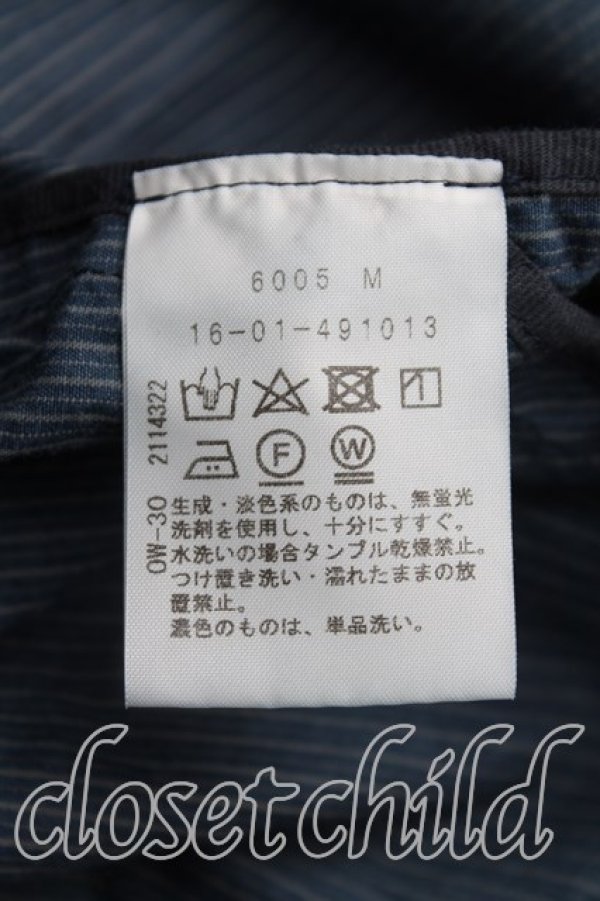 6005 M
16-01-491013
OW-30 2114322
F W
生成・淡色系のものは、無蛍光
洗剤を使用し、十分にすすぐ。
水洗いの場合タンブル乾燥禁止。
つけ置き洗い・濡れたままの放
置禁止。
濃色のものは、単品洗い。
closet child